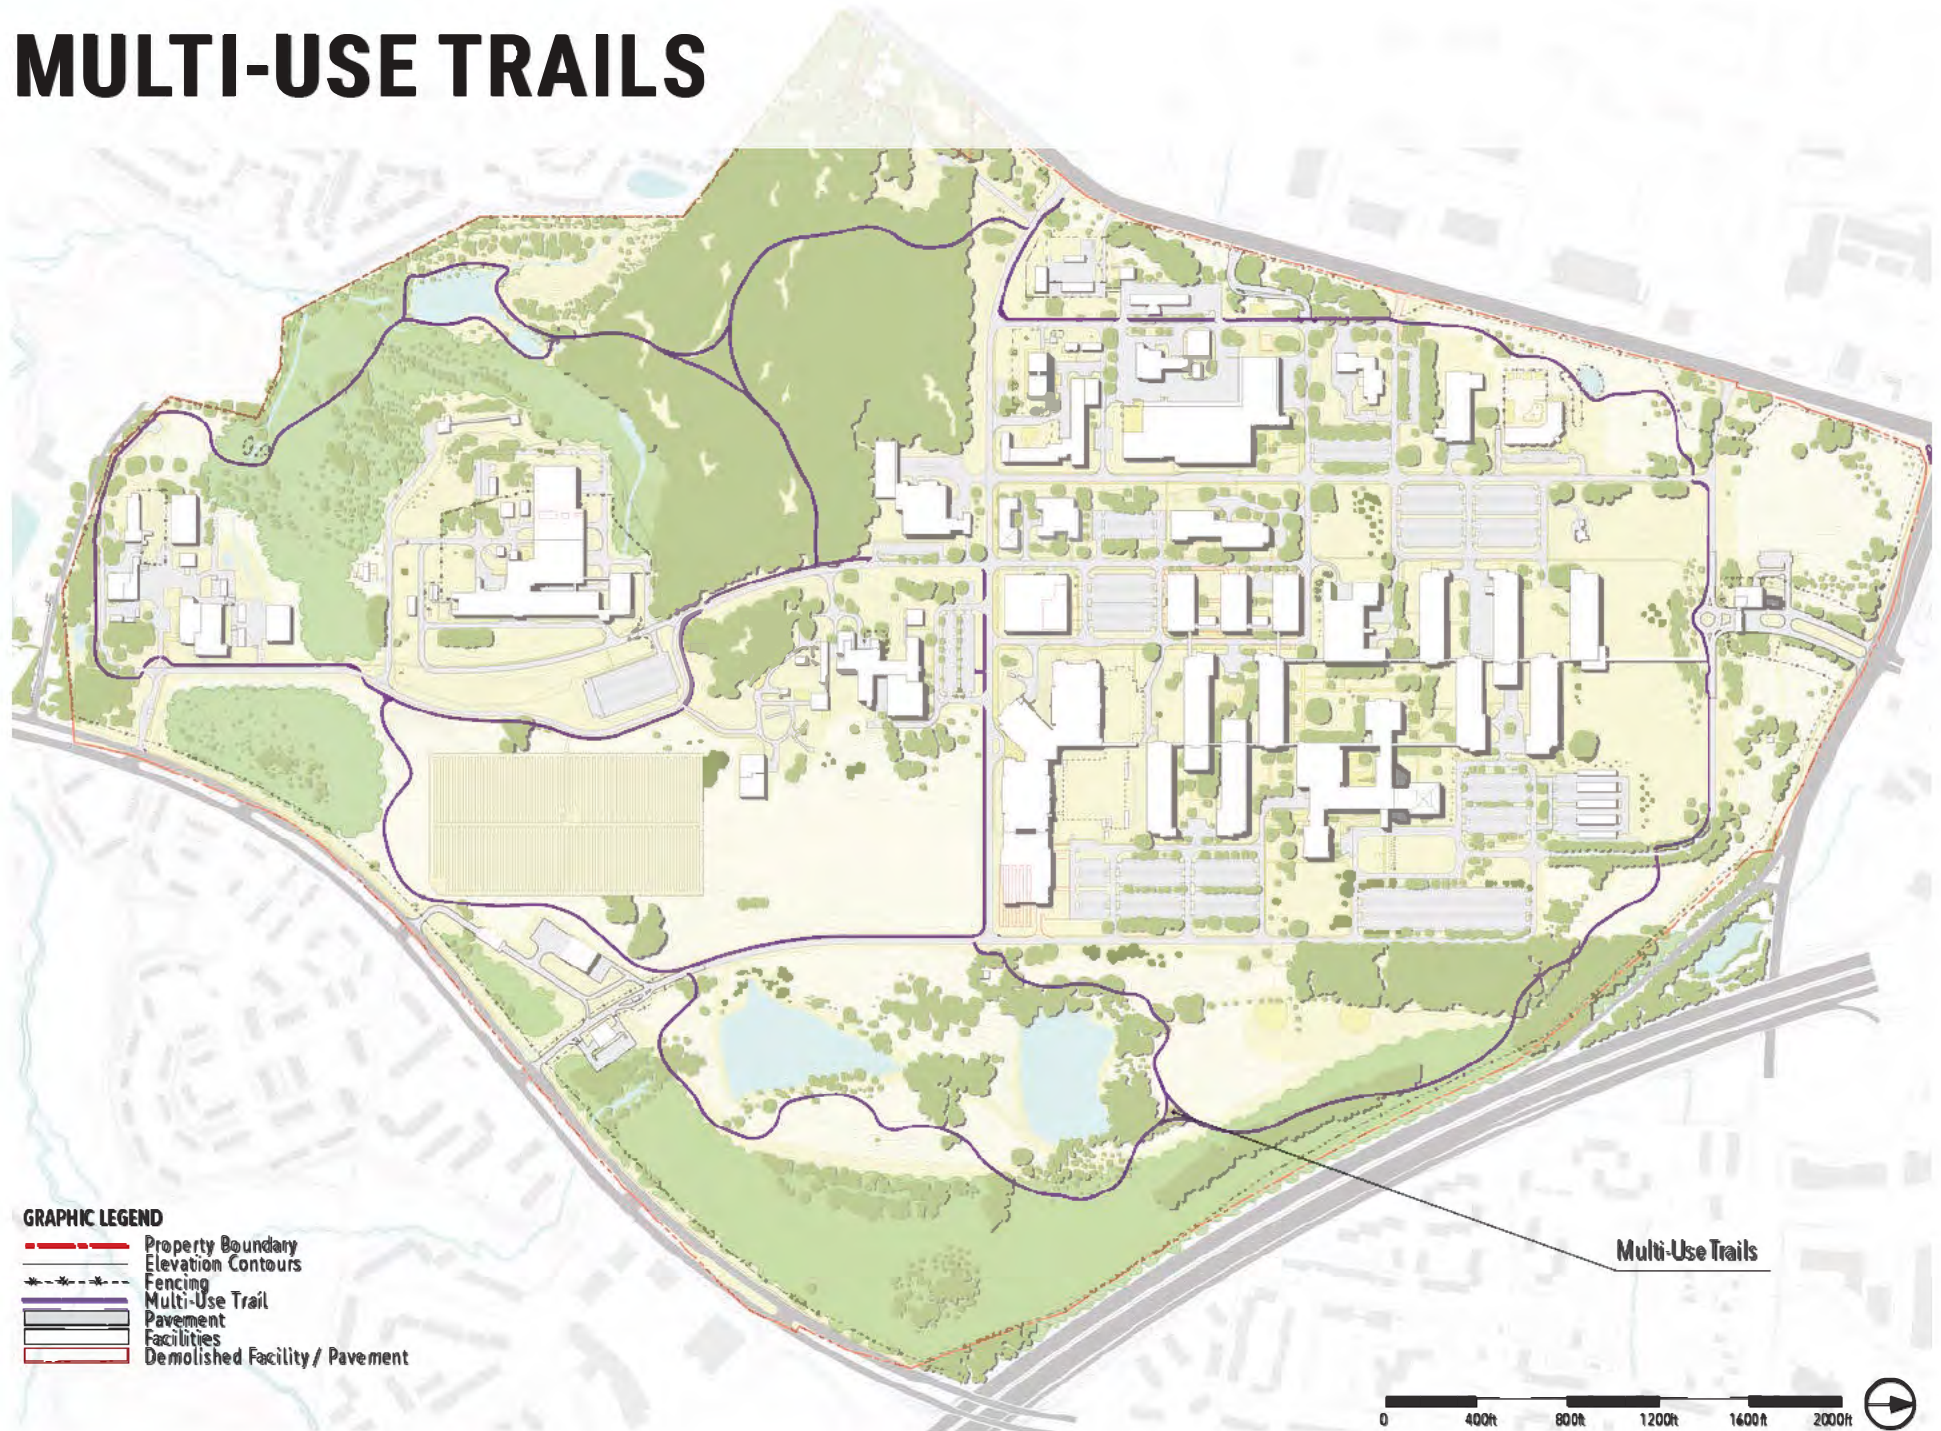 MULTI-USE TRAILS
GRAPHIC LEGEND
Property Boundary
Elevation Contours
Fencing
Multi-Use Trail
Pavement
Facilities
Demolished Facility / Pavement
Multi-Use Trails
0 400ft 800ft 1200ft 1600ft 2000ft